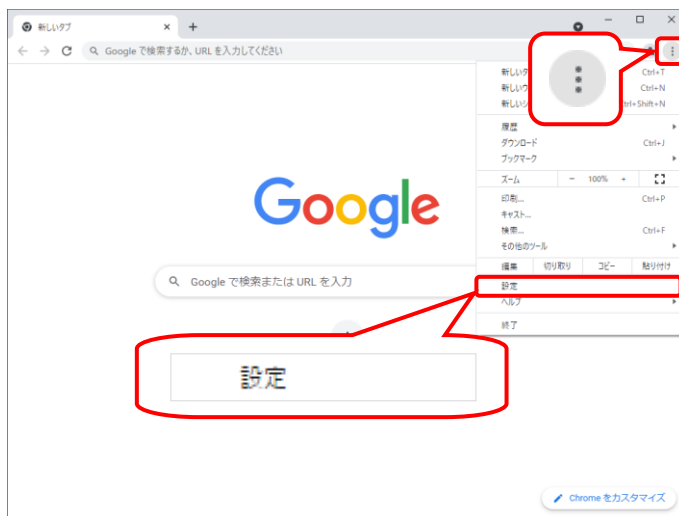 新しいタブ
Google で検索するか、URL を入力してください
新しいタ Ctrl+T
新しいウ Ctrl+N
新しいシ trl+Shift+N
履歴
ダウンロード Ctrl+J
ブックマーク
ズーム - 100% +
印刷... Ctrl+P
キャスト...
検索... Ctrl+F
その他のツール
編集 切り取り コピー 貼り付け
設定
ヘルプ
終了
Google
Google で検索または URL を入力
設定
Chrome をカスタマイズ